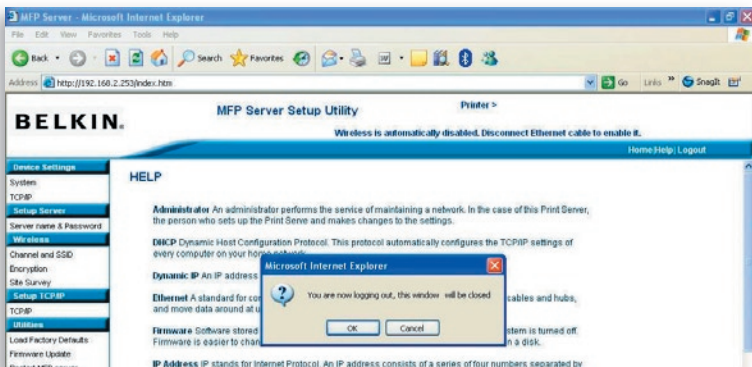 MFP Server - Microsoft Internet Explorer
File Edit View Favorites Tools Help
Back Search Favorites
Address http://192.168.2.253/index.htm Go Links » SnagIt
BELKIN.
MFP Server Setup Utility
Printer >
Wireless is automatically disabled. Disconnect Ethernet cable to enable it.
Home|Help| Logout
Device Settings
System
TCP/IP
Setup Server
Server name & Password
Wireless
Channel and SSID
Encryption
Site Survey
Setup TCP/IP
TCP/IP
Utilities
Load Factory Defaults
Firmware Update
HELP
Administrator An administrator performs the service of maintaining a network. In the case of this Print Server,
the person who sets up the Print Serve and makes changes to the settings.
DHCP Dynamic Host Configuration Protocol. This protocol automatically configures the TCP/IP settings of
every computer on your home network.
Dynamic IP An IP address
Ethernet A standard for cables and hubs,
and move data around at
Firmware Software stored stem is turned off.
Firmware is easier to n a disk.
IP Address IP stands for Internet Protocol. An IP address consists of a series of four numbers separated by
Microsoft Internet Explorer
You are now logging out, this window will be closed
OK Cancel